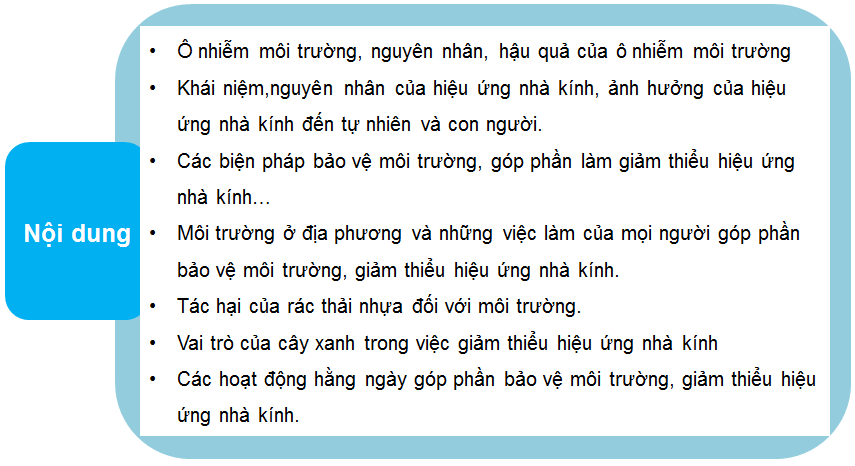 Nội dung
• Ô nhiễm môi trường, nguyên nhân, hậu quả của ô nhiễm môi trường
• Khái niệm,nguyên nhân của hiệu ứng nhà kính, ảnh hưởng của hiệu
ứng nhà kính đến tự nhiên và con người.
• Các biện pháp bảo vệ môi trường, góp phần làm giảm thiểu hiệu ứng
nhà kính…
• Môi trường ở địa phương và những việc làm của mọi người góp phần
bảo vệ môi trường, giảm thiểu hiệu ứng nhà kính.
• Tác hại của rác thải nhựa đối với môi trường.
• Vai trò của cây xanh trong việc giảm thiểu hiệu ứng nhà kính
• Các hoạt động hằng ngày góp phần bảo vệ môi trường, giảm thiểu hiệu
ứng nhà kính.